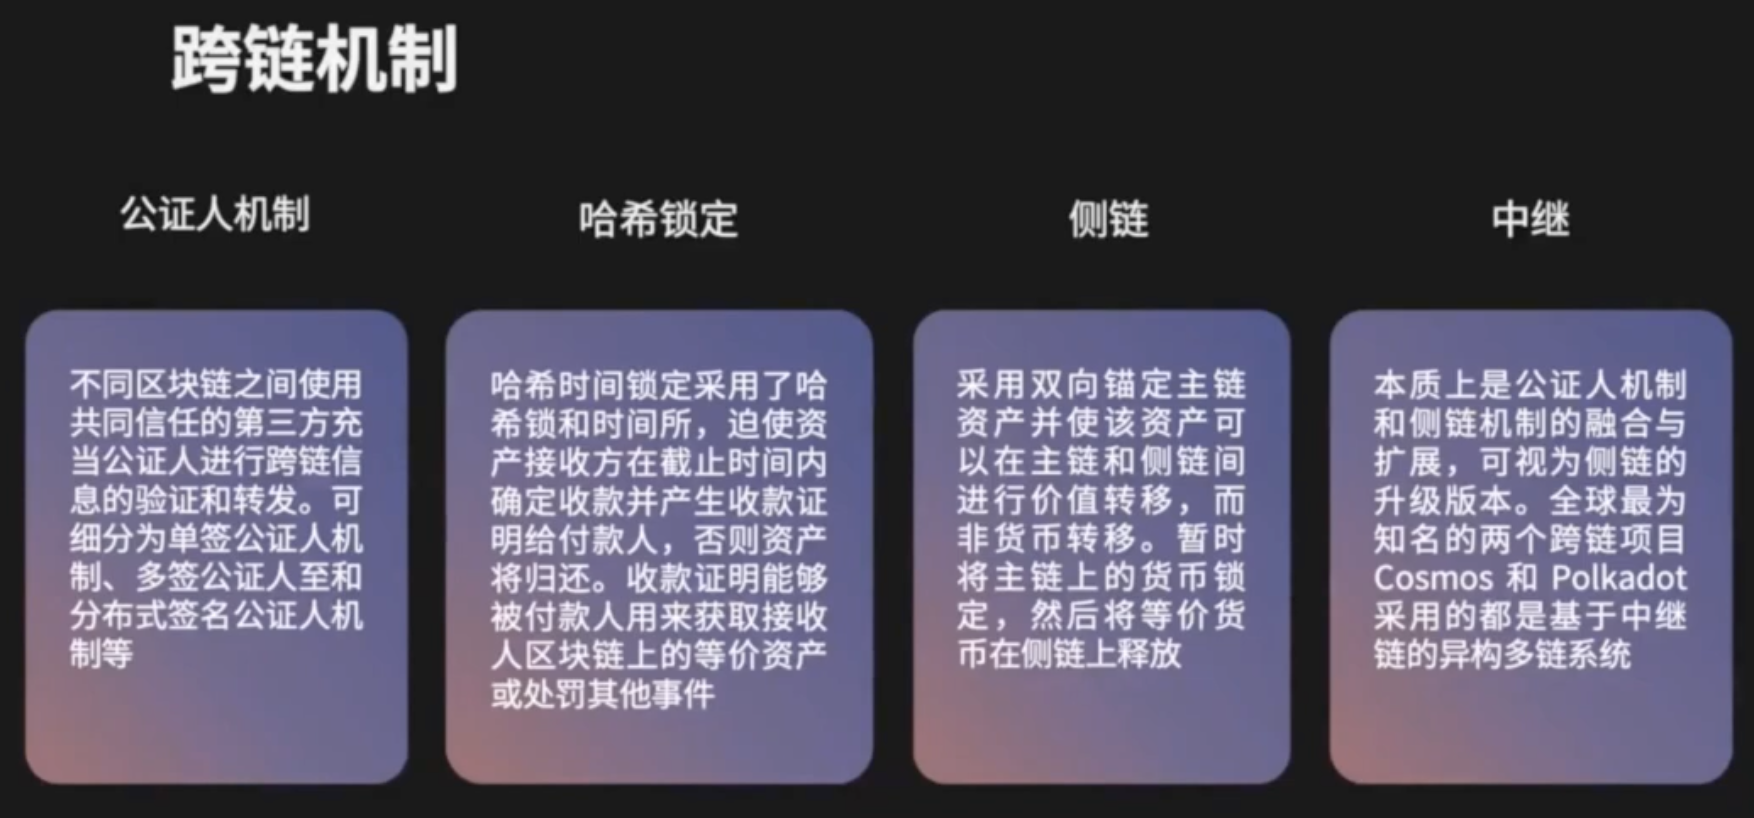 跨链机制
公证人机制
不同区块链之间使用
共同信任的第三方充
当公证人进行跨链信
息的验证和转发。可
细分为单签公证人机
制、多签公证人至和
分布式签名公证人机
制等
哈希锁定
哈希时间锁定采用了哈
希锁和时间所，迫使资
产接收方在截止时间内
确定收款并产生收款证
明给付款人，否则资产
将归还。收款证明能够
被付款人用来获取接收
人区块链上的等价资产
或处罚其他事件
侧链
采用双向锚定主链
资产并使该资产可
以在主链和侧链间
进行价值转移，而
非货币转移。暂时
将主链上的货币锁
定，然后将等价货
币在侧链上释放
中继
本质上是公证人机制
和侧链机制的融合与
扩展，可视为侧链的
升级版本。全球最为
知名的两个跨链项目
Cosmos 和 Polkadot
采用的都是基于中继
链的异构多链系统